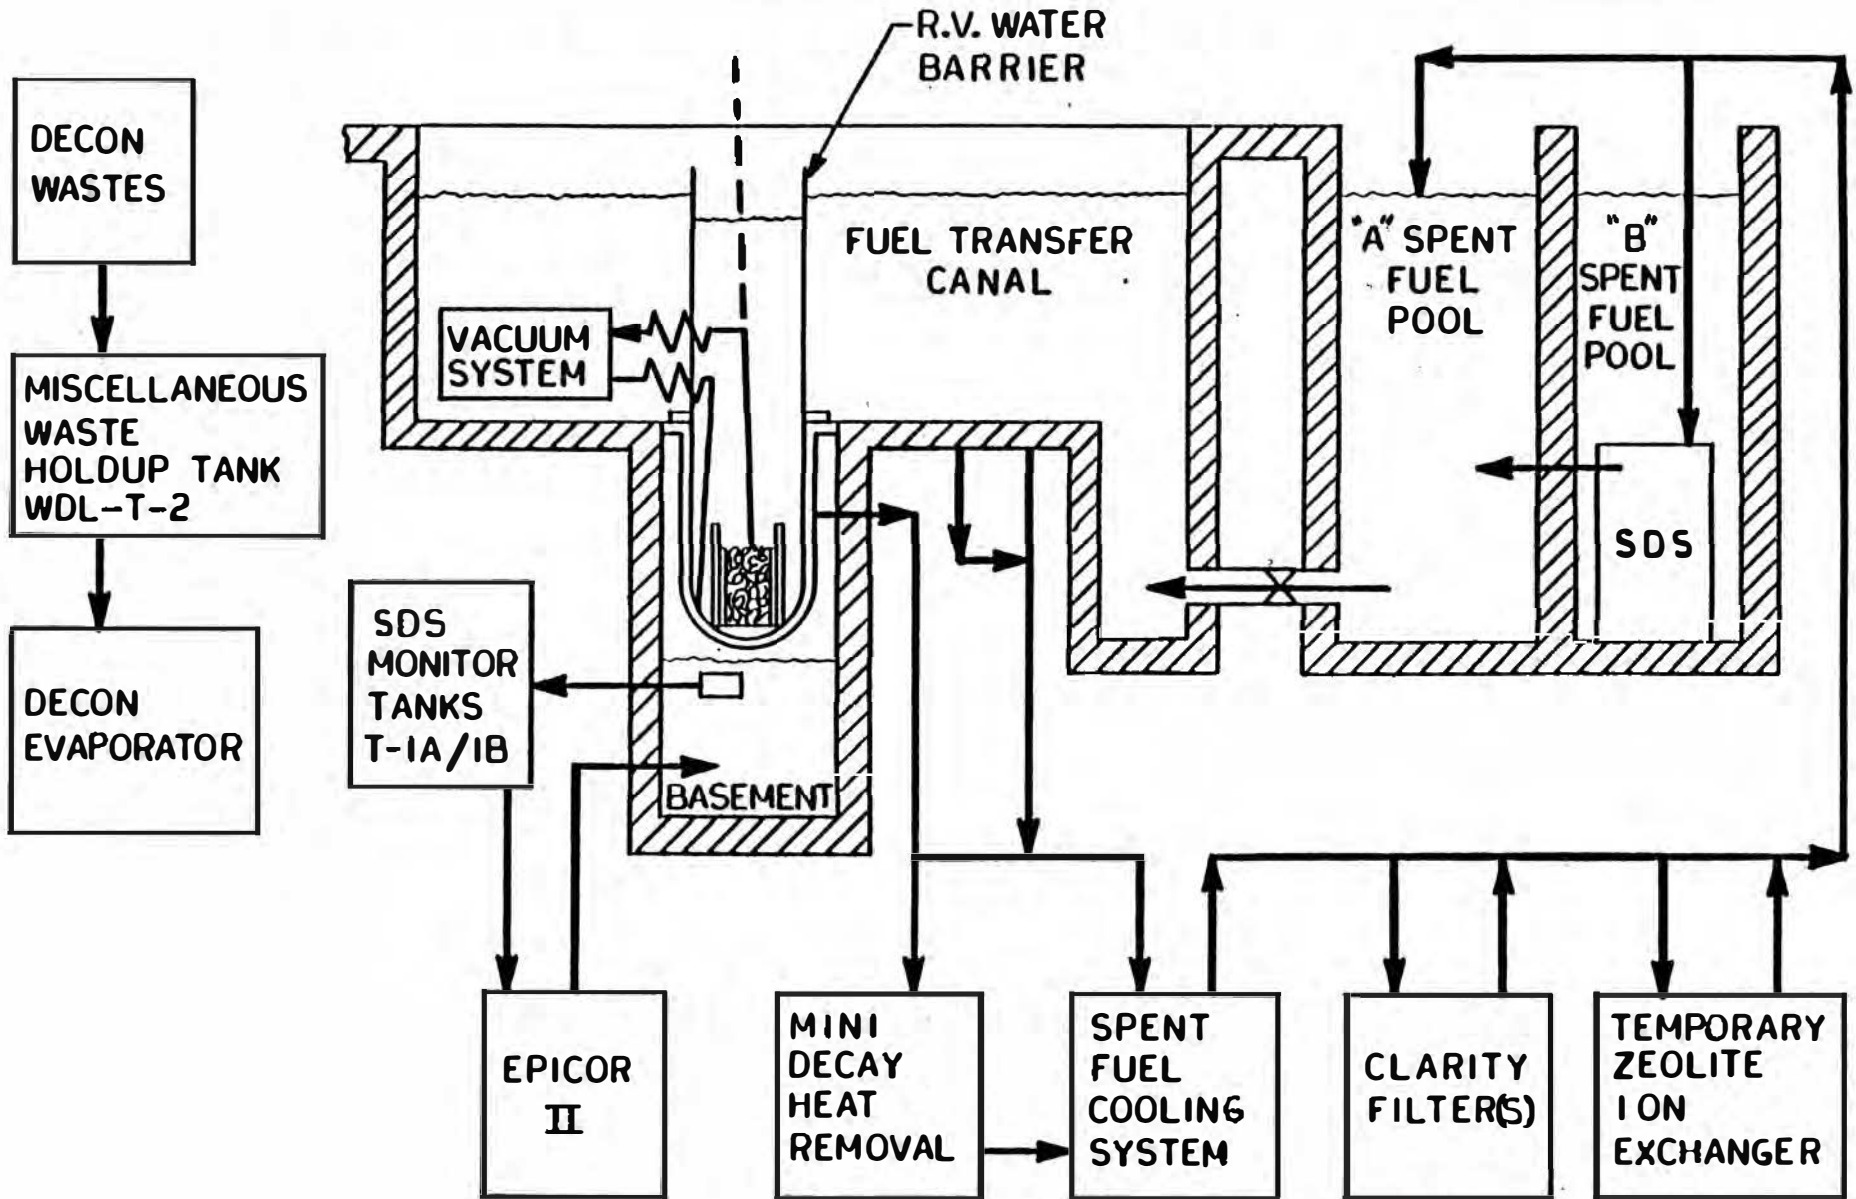 R.V. WATER
BARRIER
DECON
WASTES
MISCELLANEOUS
WASTE
HOLDUP TANK
WDL-T-2
DECON
EVAPORATOR
VACUUM
SYSTEM
FUEL TRANSFER
CANAL
"A" SPENT
FUEL
POOL
"B"
SPENT
FUEL
POOL
SDS
SDS
MONITOR
TANKS
T-1A/1B
BASEMENT
EPICOR
II
MINI
DECAY
HEAT
REMOVAL
SPENT
FUEL
COOLING
SYSTEM
CLARITY
FILTER(S)
TEMPORARY
ZEOLITE
ION
EXCHANGER